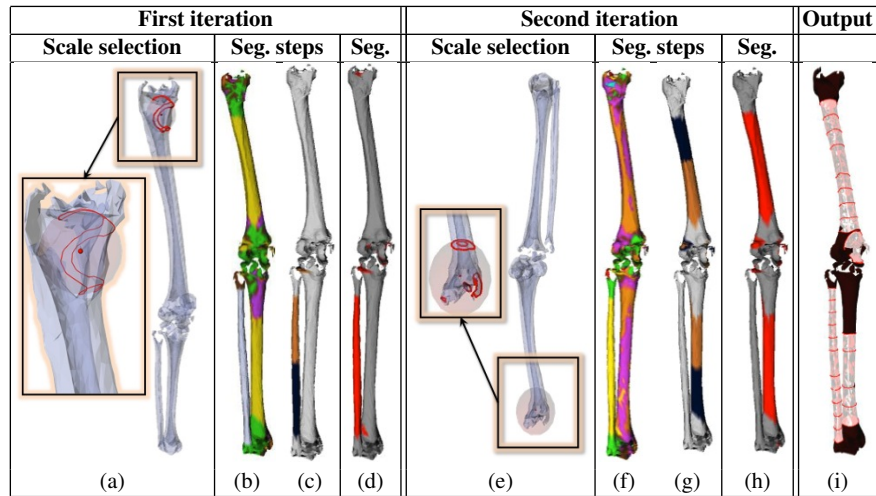 First iteration Second iteration Output
Scale selection Seg. steps Seg. Scale selection Seg. steps Seg.
(a) (b) (c) (d) (e) (f) (g) (h) (i)